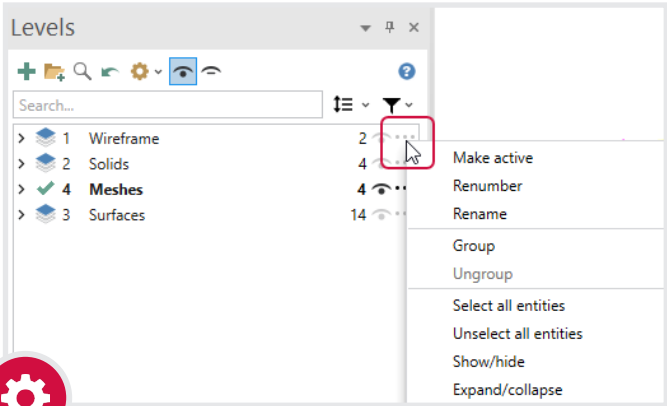 Levels
Search...
1 Wireframe 2
2 Solids 4
4 Meshes 4
3 Surfaces 14
Make active
Renumber
Rename
Group
Ungroup
Select all entities
Unselect all entities
Show/hide
Expand/collapse